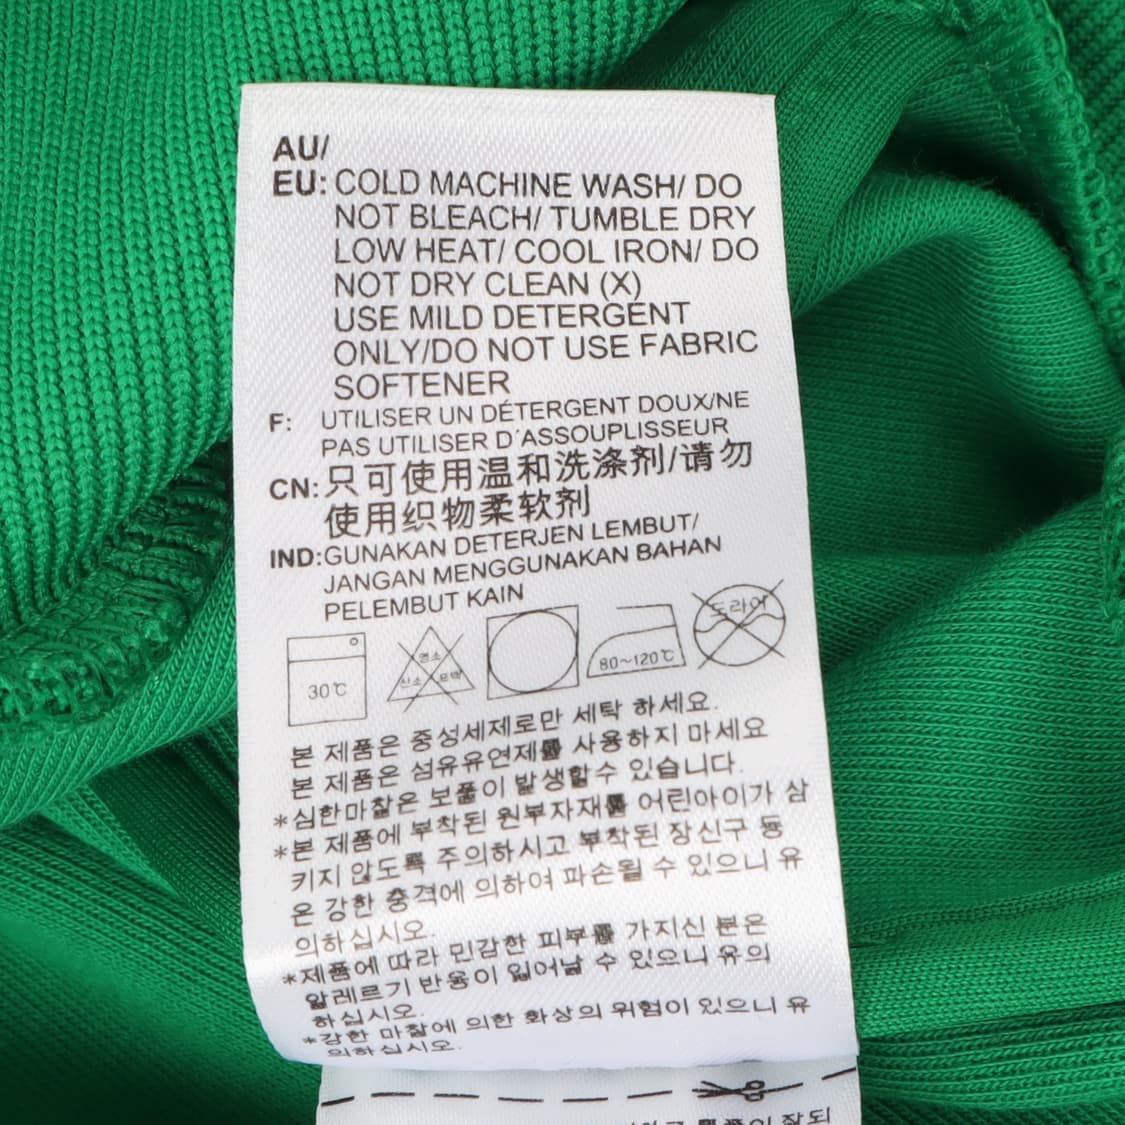 AU/
EU: COLD MACHINE WASH/ DO
NOT BLEACH/ TUMBLE DRY
LOW HEAT/ COOL IRON/ DO
NOT DRY CLEAN (X)
USE MILD DETERGENT
ONLY/DO NOT USE FABRIC
SOFTENER
F: UTILISER UN DÉTERGENT DOUX/NE
PAS UTILISER D'ASSOUPLISSEUR
CN: 只可使用温和洗涤剂/请勿
使用织物柔软剂
IND: GUNAKAN DETERJEN LEMBUT/
JANGAN MENGGUNAKAN BAHAN
PELEMBUT KAIN
30℃
염소
산소 표백
80~120℃
드라이
본 제품은 중성세제로만 세탁 하세요.
본 제품은 섬유유연제를 사용하지 마세요
*심한마찰은 보풀이 발생할수 있습니다.
*본 제품에 부착된 원부자재를 어린아이가 삼
키지 않도록 주의하시고 부착된 장신구 등
은 강한 충격에 의하여 파손될 수 있으니 유
의하십시오.
*제품에 따라 민감한 피부를 가지신 분은
알레르기 반응이 일어날 수 있으니 유의
하십시오.
*강한 마찰에 의한 화상의 위험이 있으니 유
의하십시오.